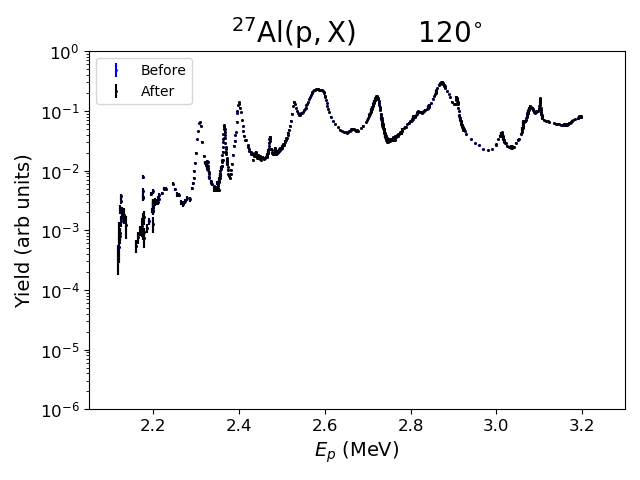 ²⁷Al(p, X) 120°
Before
After
Yield (arb units)
10⁰
10⁻¹
10⁻²
10⁻³
10⁻⁴
10⁻⁵
10⁻⁶
2.2 2.4 2.6 2.8 3.0 3.2
Eₚ (MeV)